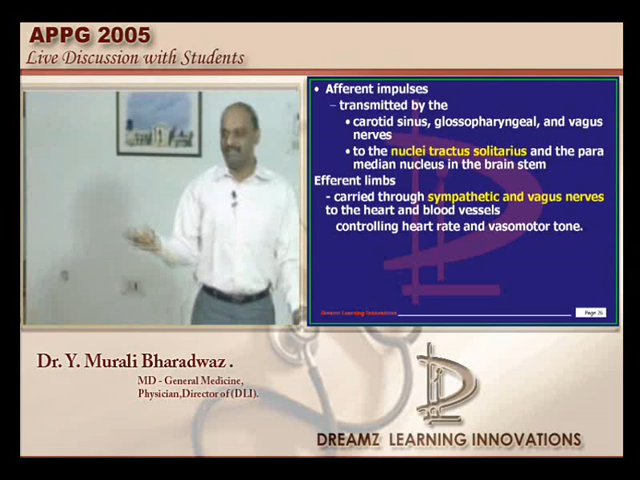 APPG 2005
Live Discussion with Students
• Afferent impulses
– transmitted by the
• carotid sinus, glossopharyngeal, and vagus
nerves
• to the nuclei tractus solitarius and the para
median nucleus in the brain stem
Efferent limbs
- carried through sympathetic and vagus nerves
to the heart and blood vessels
controlling heart rate and vasomotor tone.
Dreamz Learning Innovations
Page 26
Dr. Y. Murali Bharadwaz .
MD - General Medicine,
Physician,Director of (DLI).
DREAMZ LEARNING INNOVATIONS